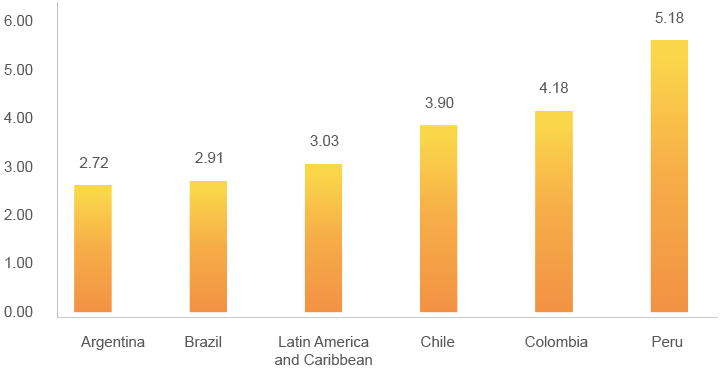 6.00
5.00
4.00
3.00
2.00
1.00
0.00
2.72
2.91
3.03
3.90
4.18
5.18
Argentina
Brazil
Latin America
and Caribbean
Chile
Colombia
Peru